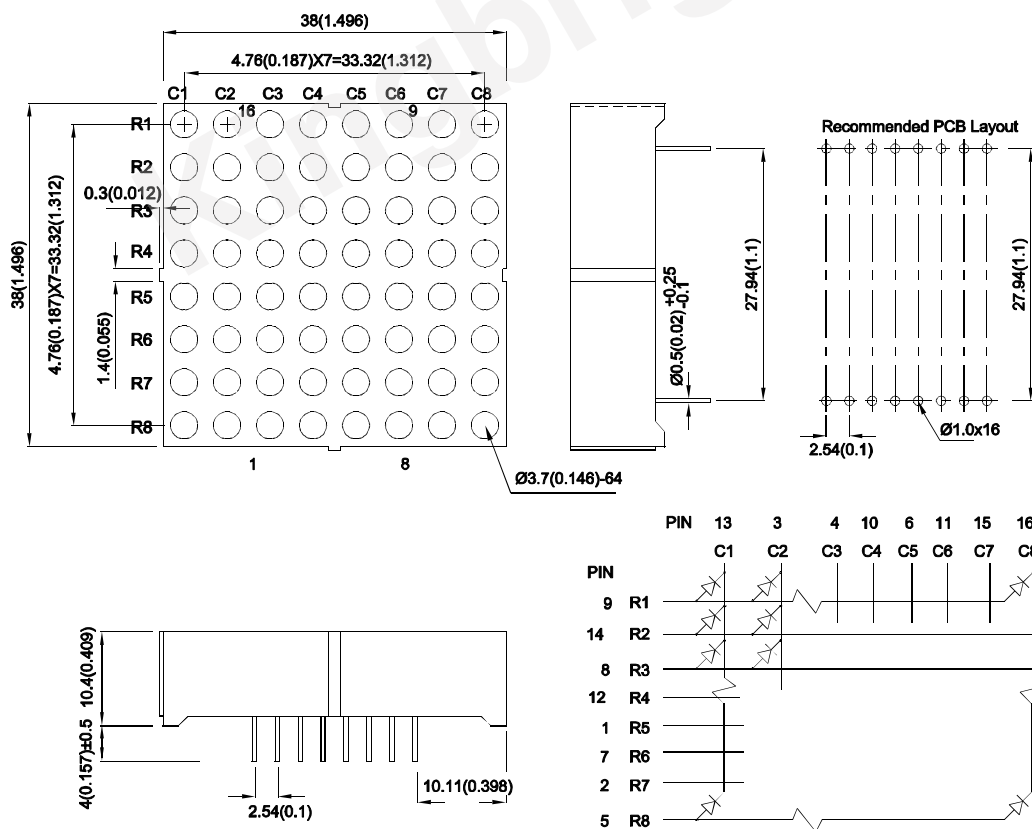 38(1.496)
4.76(0.187)X7=33.32(1.312)
C1 C2 C3 C4 C5 C6 C7 C8
16 9
R1
R2
R3
R4
R5
R6
R7
R8
0.3(0.012)
38(1.496)
4.76(0.187)X7=33.32(1.312)
1.4(0.055)
1 8
Ø3.7(0.146)-64
27.94(1.1)
Ø0.5(0.02)+0.25 -0.1
Recommended PCB Layout
27.94(1.1)
Ø1.0x16
2.54(0.1)
10.4(0.409)
4(0.157)±0.5
2.54(0.1)
10.11(0.398)
PIN 13 3 4 10 6 11 15 16
C1 C2 C3 C4 C5 C6 C7
PIN
9 R1
14 R2
8 R3
12 R4
1 R5
7 R6
2 R7
5 R8